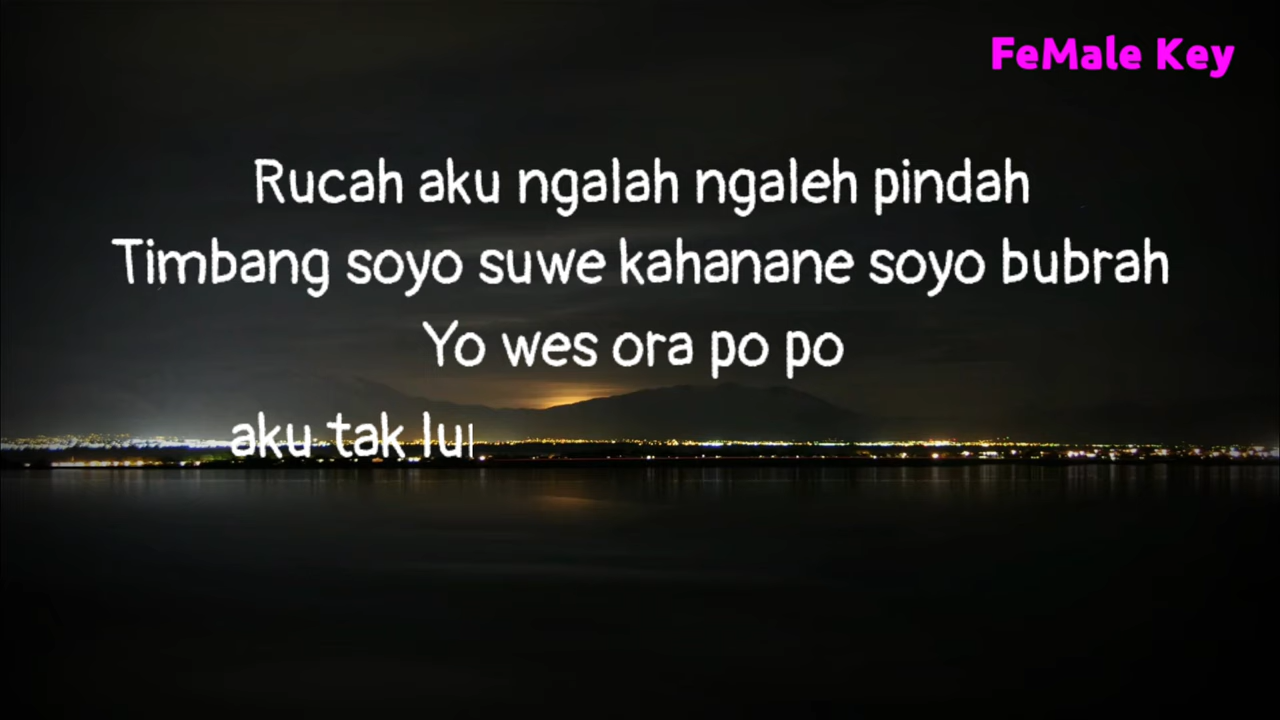 FeMale Key
Rucah aku ngalah ngaleh pindah
Timbang soyo suwe kahanane soyo bubrah
Yo wes ora po po
aku tak